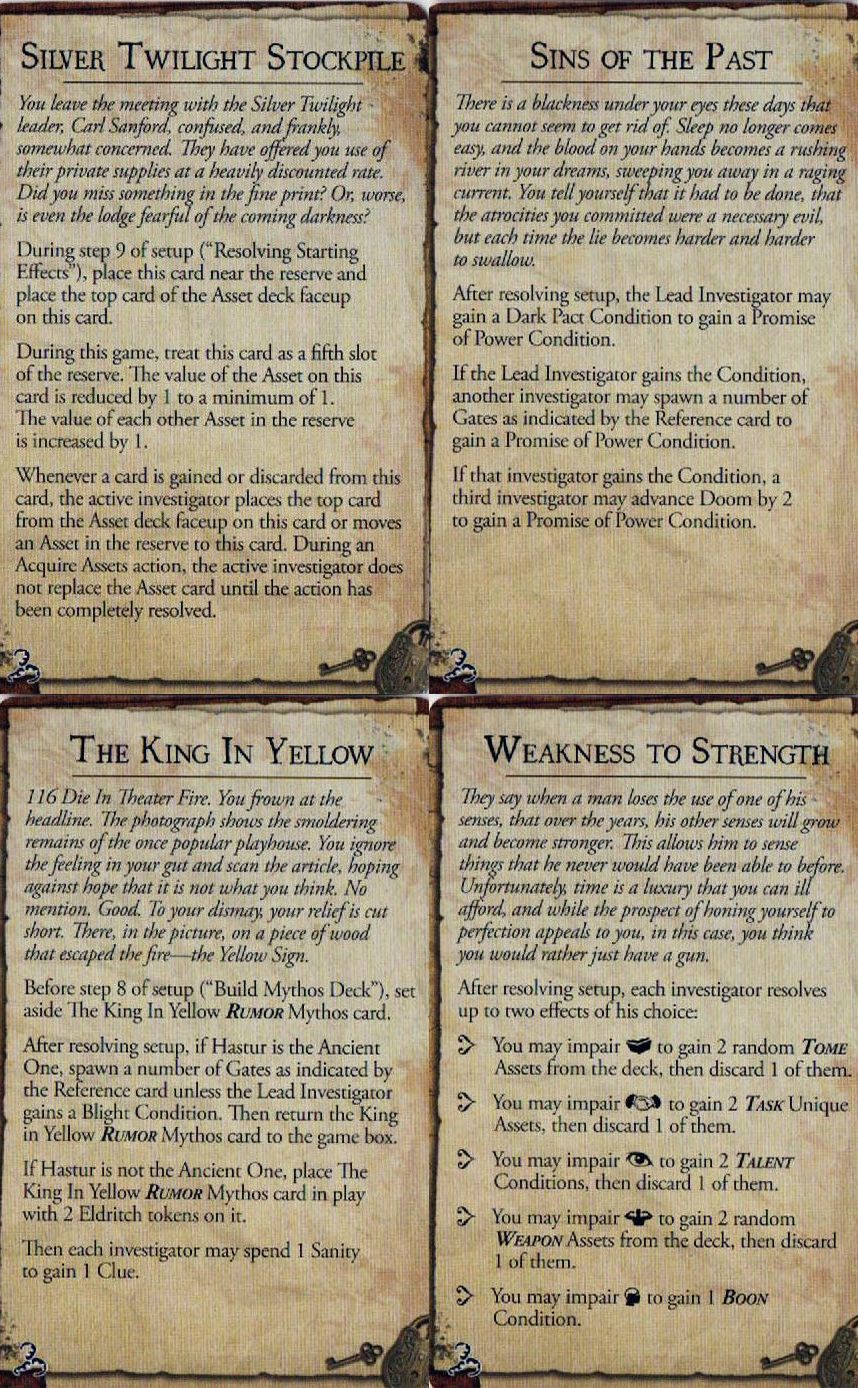 SILVER TWILIGHT STOCKPILE
You leave the meeting with the Silver Twilight
leader, Carl Sanford, confused, and frankly,
somewhat concerned. They have offered you use of
their private supplies at a heavily discounted rate.
Did you miss something in the fine print? Or, worse,
is even the lodge fearful of the coming darkness?
During step 9 of setup (“Resolving Starting
Effects”), place this card near the reserve and
place the top card of the Asset deck faceup
on this card.
During this game, treat this card as a fifth slot
of the reserve. The value of the Asset on this
card is reduced by 1 to a minimum of 1.
The value of each other Asset in the reserve
is increased by 1.
Whenever a card is gained or discarded from this
card, the active investigator places the top card
from the Asset deck faceup on this card or moves
an Asset in the reserve to this card. During an
Acquire Assets action, the active investigator does
not replace the Asset card until the action has
been completely resolved.
SINS OF THE PAST
There is a blackness under your eyes these days that
you cannot seem to get rid of. Sleep no longer comes
easy, and the blood on your hands becomes a rushing
river in your dreams, sweeping you away in a raging
current. You tell yourself that it had to be done, that
the atrocities you committed were a necessary evil,
but each time the lie becomes harder and harder
to swallow.
After resolving setup, the Lead Investigator may
gain a Dark Pact Condition to gain a Promise
of Power Condition.
If the Lead Investigator gains the Condition,
another investigator may spawn a number of
Gates as indicated by the Reference card to
gain a Promise of Power Condition.
If that investigator gains the Condition, a
third investigator may advance Doom by 2
to gain a Promise of Power Condition.
THE KING IN YELLOW
116 Die In Theater Fire. You frown at the
headline. The photograph shows the smoldering
remains of the once popular playhouse. You ignore
the feeling in your gut and scan the article, hoping
against hope that it is not what you think. No
mention. Good. To your dismay, your relief is cut
short. There, in the picture, on a piece of wood
that escaped the fire—the Yellow Sign.
Before step 8 of setup (“Build Mythos Deck”), set
aside The King In Yellow RUMOR Mythos card.
After resolving setup, if Hastur is the Ancient
One, spawn a number of Gates as indicated by
the Reference card unless the Lead Investigator
gains a Blight Condition. Then return the King
in Yellow RUMOR Mythos card to the game box.
If Hastur is not the Ancient One, place The
King In Yellow RUMOR Mythos card in play
with 2 Eldritch tokens on it.
Then each investigator may spend 1 Sanity
to gain 1 Clue.
WEAKNESS TO STRENGTH
They say when a man loses the use of one of his
senses, that over the years, his other senses will grow
and become stronger. This allows him to sense
things that he never would have been able to before.
Unfortunately, time is a luxury that you can ill
afford, and while the prospect of honing yourself to
perfection appeals to you, in this case, you think
you would rather just have a gun.
After resolving setup, each investigator resolves
up to two effects of his choice:
You may impair to gain 2 random TOME
Assets from the deck, then discard 1 of them.
You may impair to gain 2 TASK Unique
Assets, then discard 1 of them.
You may impair to gain 2 TALENT
Conditions, then discard 1 of them.
You may impair to gain 2 random
WEAPON Assets from the deck, then discard
1 of them.
You may impair to gain 1 BOON
Condition.